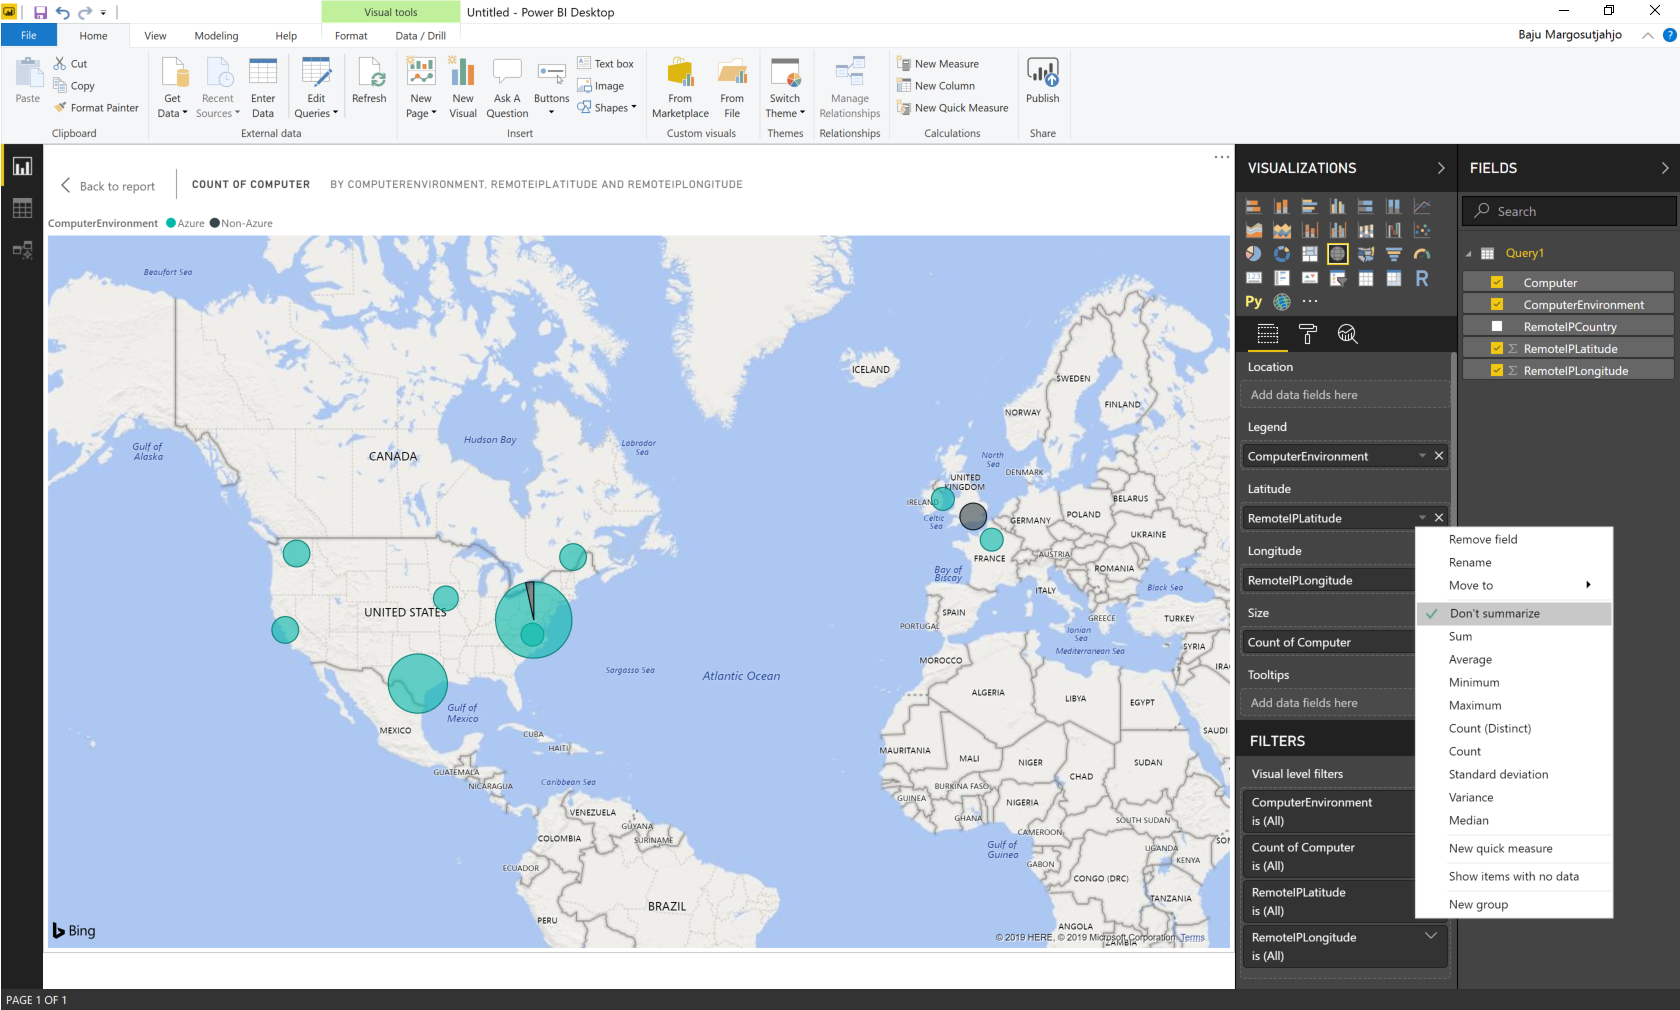 Visual tools
Untitled - Power BI Desktop
File
Home
View
Modeling
Help
Format
Data / Drill
Baju Margosutjahjo
?
Paste
Cut
Copy
Format Painter
Clipboard
Get Data
Recent Sources
Enter Data
External data
Edit Queries
Refresh
New Page
New Visual
Ask A Question
Buttons
Text box
Image
Shapes
Insert
From Marketplace
From File
Custom visuals
Switch Theme
Themes
Manage Relationships
Relationships
New Measure
New Column
New Quick Measure
Calculations
Publish
Share
Back to report
COUNT OF COMPUTER
BY COMPUTERENVIRONMENT, REMOTEIPLATITUDE AND REMOTEIPLONGITUDE
ComputerEnvironment
Azure
Non-Azure
Beaufort Sea
ICELAND
SWEDEN
FINLAND
NORWAY
Gulf of Alaska
Hudson Bay
Labrador Sea
CANADA
North Sea
DENMARK
UNITED KINGDOM
IRELAND
Celtic Sea
BELARUS
POLAND
GERMANY
UKRAINE
FRANCE
AUSTRIA
ROMANIA
Bay of Biscay
ITALY
Black Sea
UNITED STATES
SPAIN
PORTUGAL
GREECE
TURKEY
Ionian Sea
Mediterranean Sea
SYRIA
IRA
MOROCCO
Sargasso Sea
Atlantic Ocean
ALGERIA
LIBYA
EGYPT
SAUDI
Gulf of Mexico
MEXICO
CUBA
HAITI
MAURITANIA
MALI
NIGER
CHAD
SUDAN
GUATEMALA
NICARAGUA
Caribbean Sea
BURKINA FASO
GUINEA
NIGERIA
GHANA
SOUTH SUDAN
VENEZUELA
GUYANA
SURINAME
COLOMBIA
CAMEROON
Gulf of Guinea
UGANDA
SOM
KENYA
GABON
ECUADOR
CONGO (DRC)
TANZANIA
BRAZIL
PERU
ANGOLA
ZAMBIA
Bing
© 2019 HERE, © 2019 Microsoft Corporation Terms
VISUALIZATIONS
123
R
Py
Location
Add data fields here
Legend
ComputerEnvironment
Latitude
RemoteIPLatitude
Longitude
RemoteIPLongitude
Size
Count of Computer
Tooltips
Add data fields here
FILTERS
Visual level filters
ComputerEnvironment
is (All)
Count of Computer
is (All)
RemoteIPLatitude
is (All)
RemoteIPLongitude
is (All)
FIELDS
Search
Query1
Computer
ComputerEnvironment
RemoteIPCountry
Σ RemoteIPLatitude
Σ RemoteIPLongitude
Remove field
Rename
Move to
Don't summarize
Sum
Average
Minimum
Maximum
Count (Distinct)
Count
Standard deviation
Variance
Median
New quick measure
Show items with no data
New group
PAGE 1 OF 1